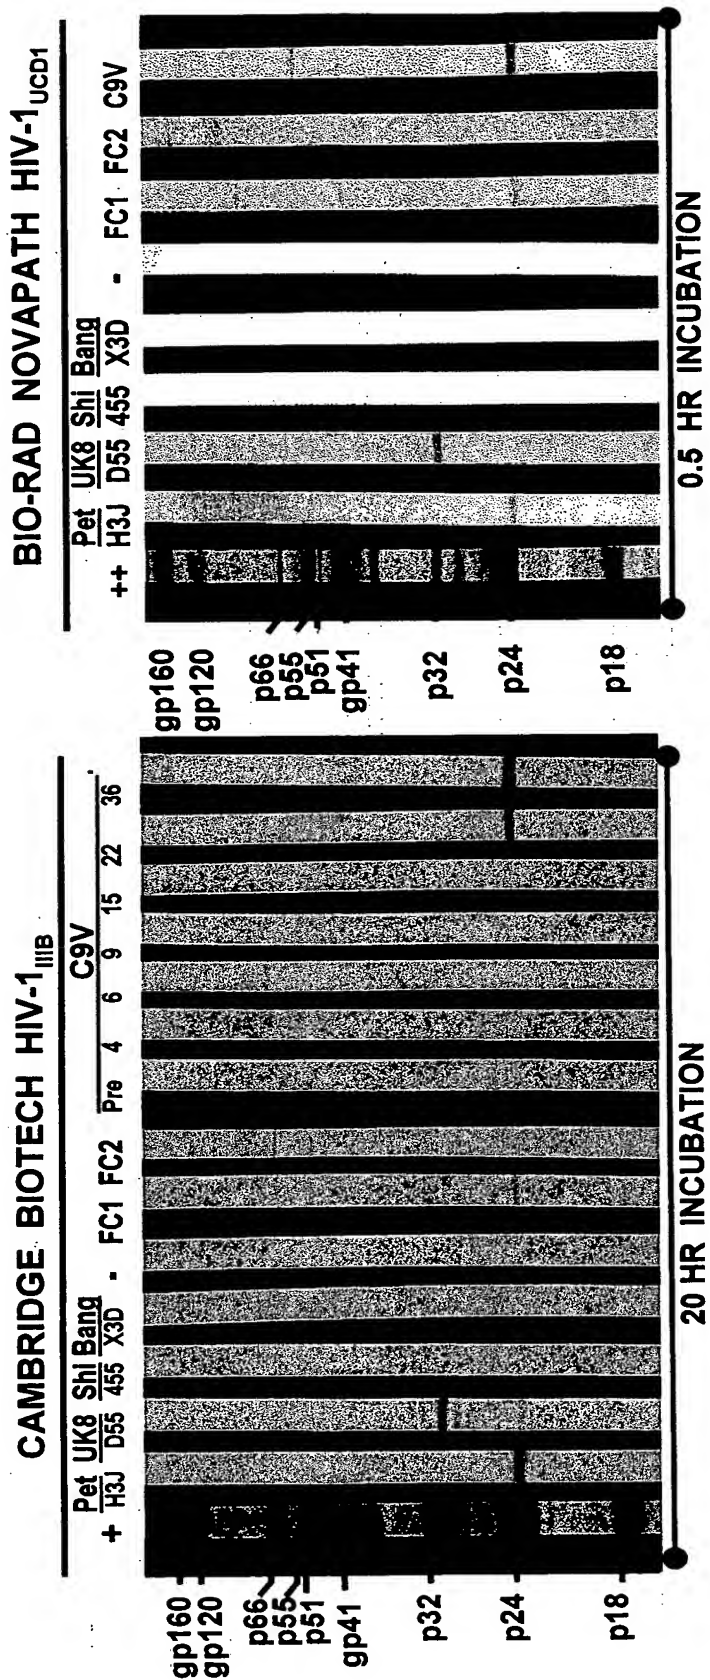 CAMBRIDGE BIOTECH HIV-1IIIB
Pet UK8 Shi Bang C9V
+ H3J D55 455 X3D - FC1 FC2 Pre 4 6 9 15 22 36
gp160
gp120
p66
p55
p51
gp41
p32
p24
p18
20 HR INCUBATION
BIO-RAD NOVAPATH HIV-1UCD1
Pet UK8 Shi Bang
++ H3J D55 455 X3D - FC1 FC2 C9V
gp160
gp120
p66
p55
p51
gp41
p32
p24
p18
0.5 HR INCUBATION